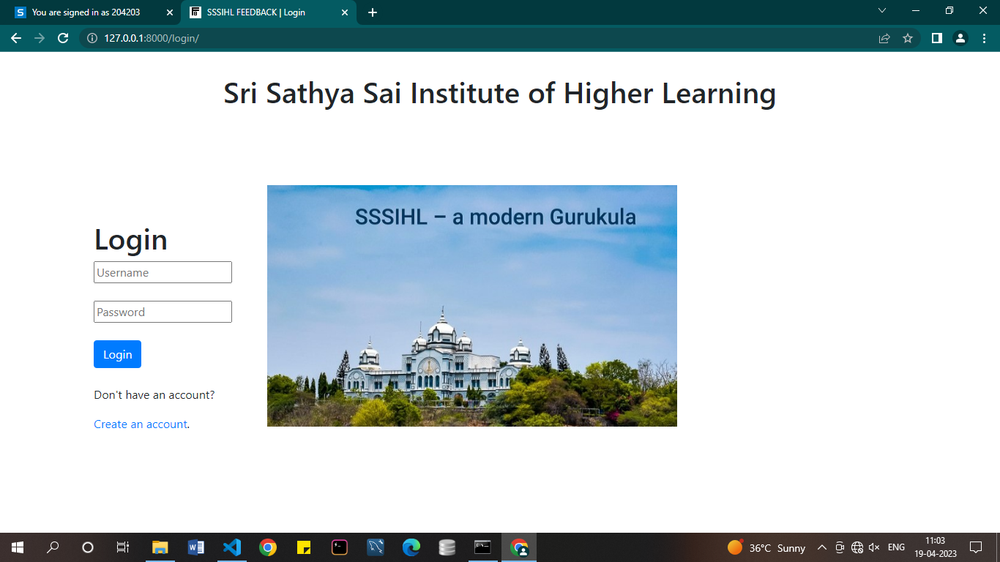 You are signed in as 204203
SSSIHL FEEDBACK | Login
127.0.0.1:8000/login/
Sri Sathya Sai Institute of Higher Learning
SSSIHL – a modern Gurukula
Login
Username
Password
Login
Don't have an account?
Create an account.
36°C Sunny
ENG
11:03
19-04-2023